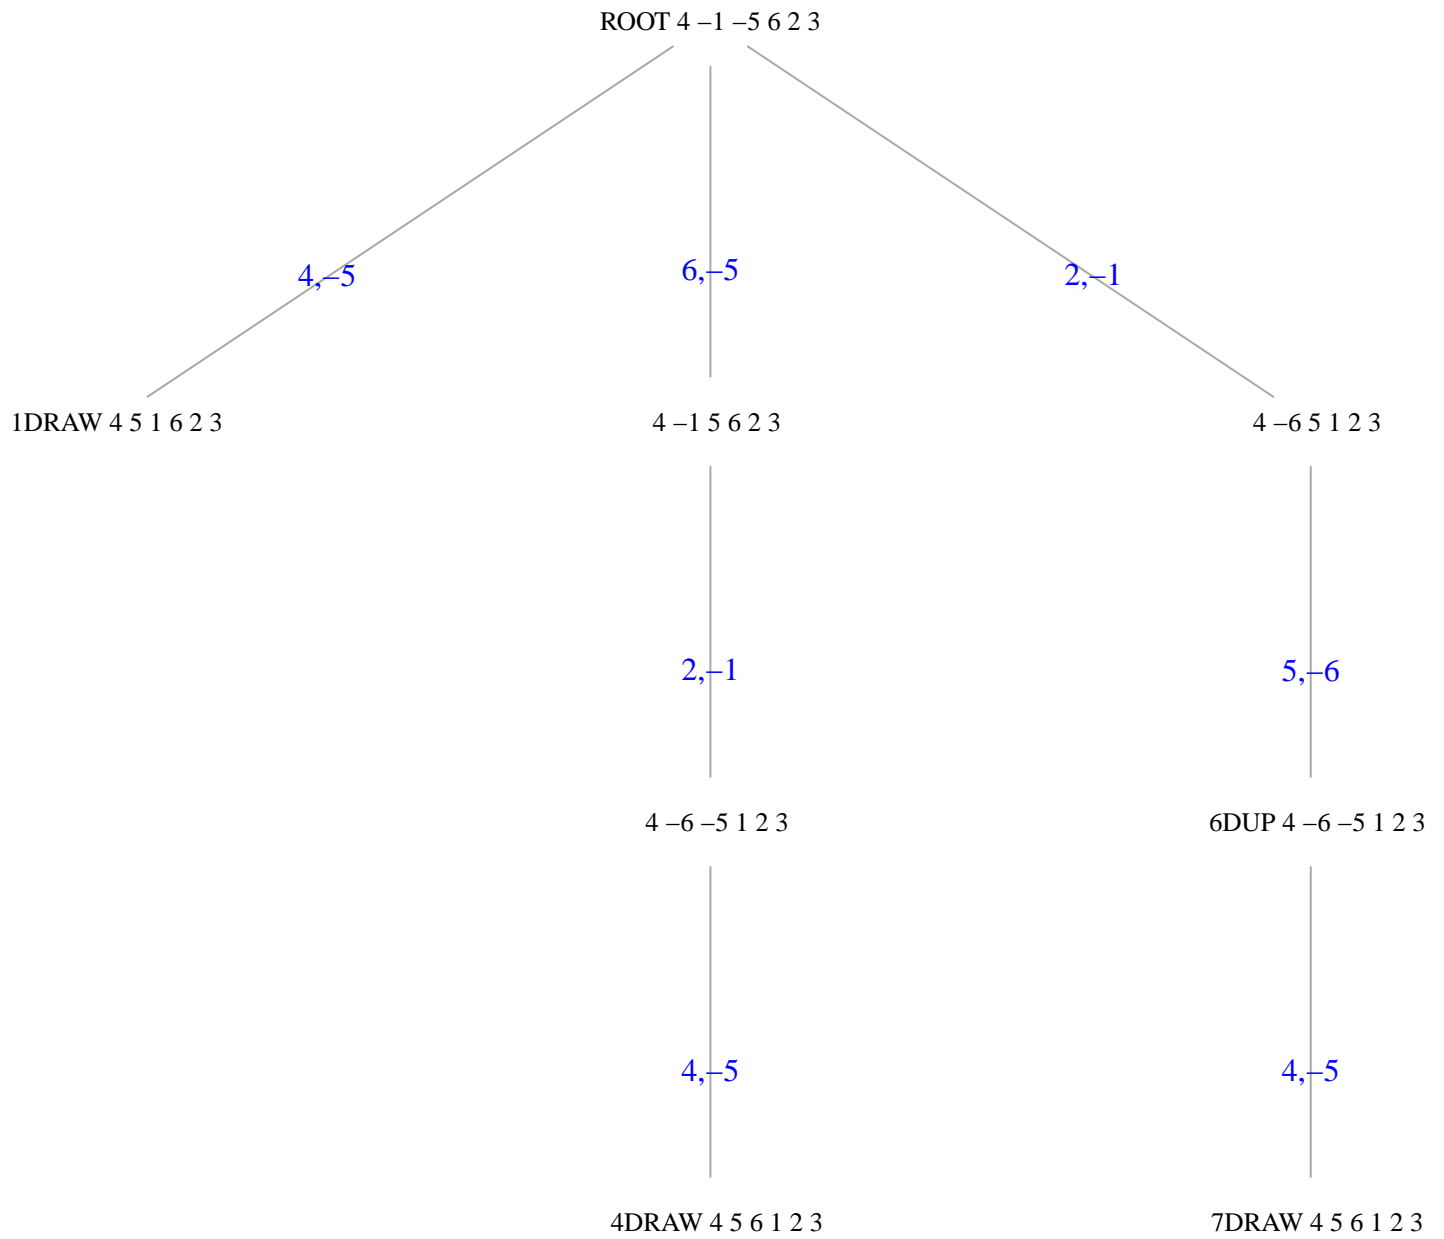 ROOT 4 –1 –5 6 2 3
4,–5
6,–5
2,–1
1DRAW 4 5 1 6 2 3
4 –1 5 6 2 3
4 –6 5 1 2 3
2,–1
5,–6
4 –6 –5 1 2 3
6DUP 4 –6 –5 1 2 3
4,–5
4,–5
4DRAW 4 5 6 1 2 3
7DRAW 4 5 6 1 2 3